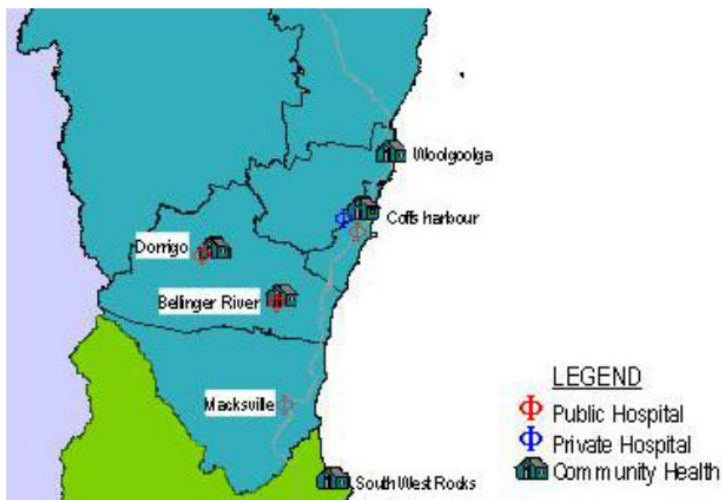 Woolgoolga
Coffs harbour
Dorrigo
Bellinger River
Macksville
South West Rocks
LEGEND
Public Hospital
Private Hospital
Community Health